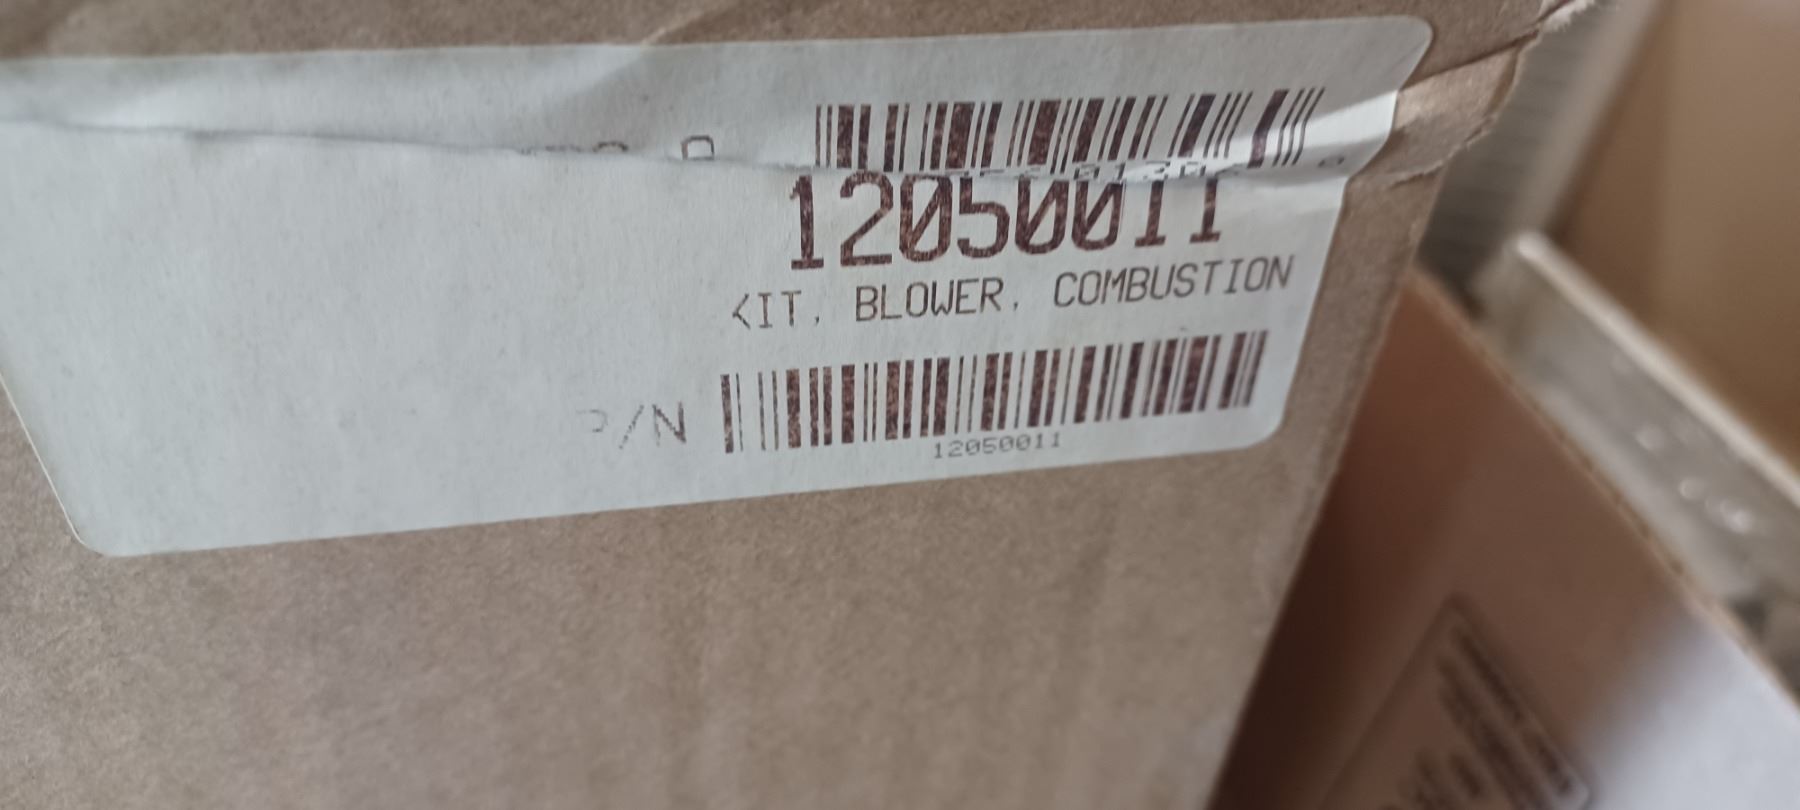 12050011
KIT, BLOWER, COMBUSTION
P/N
12050011